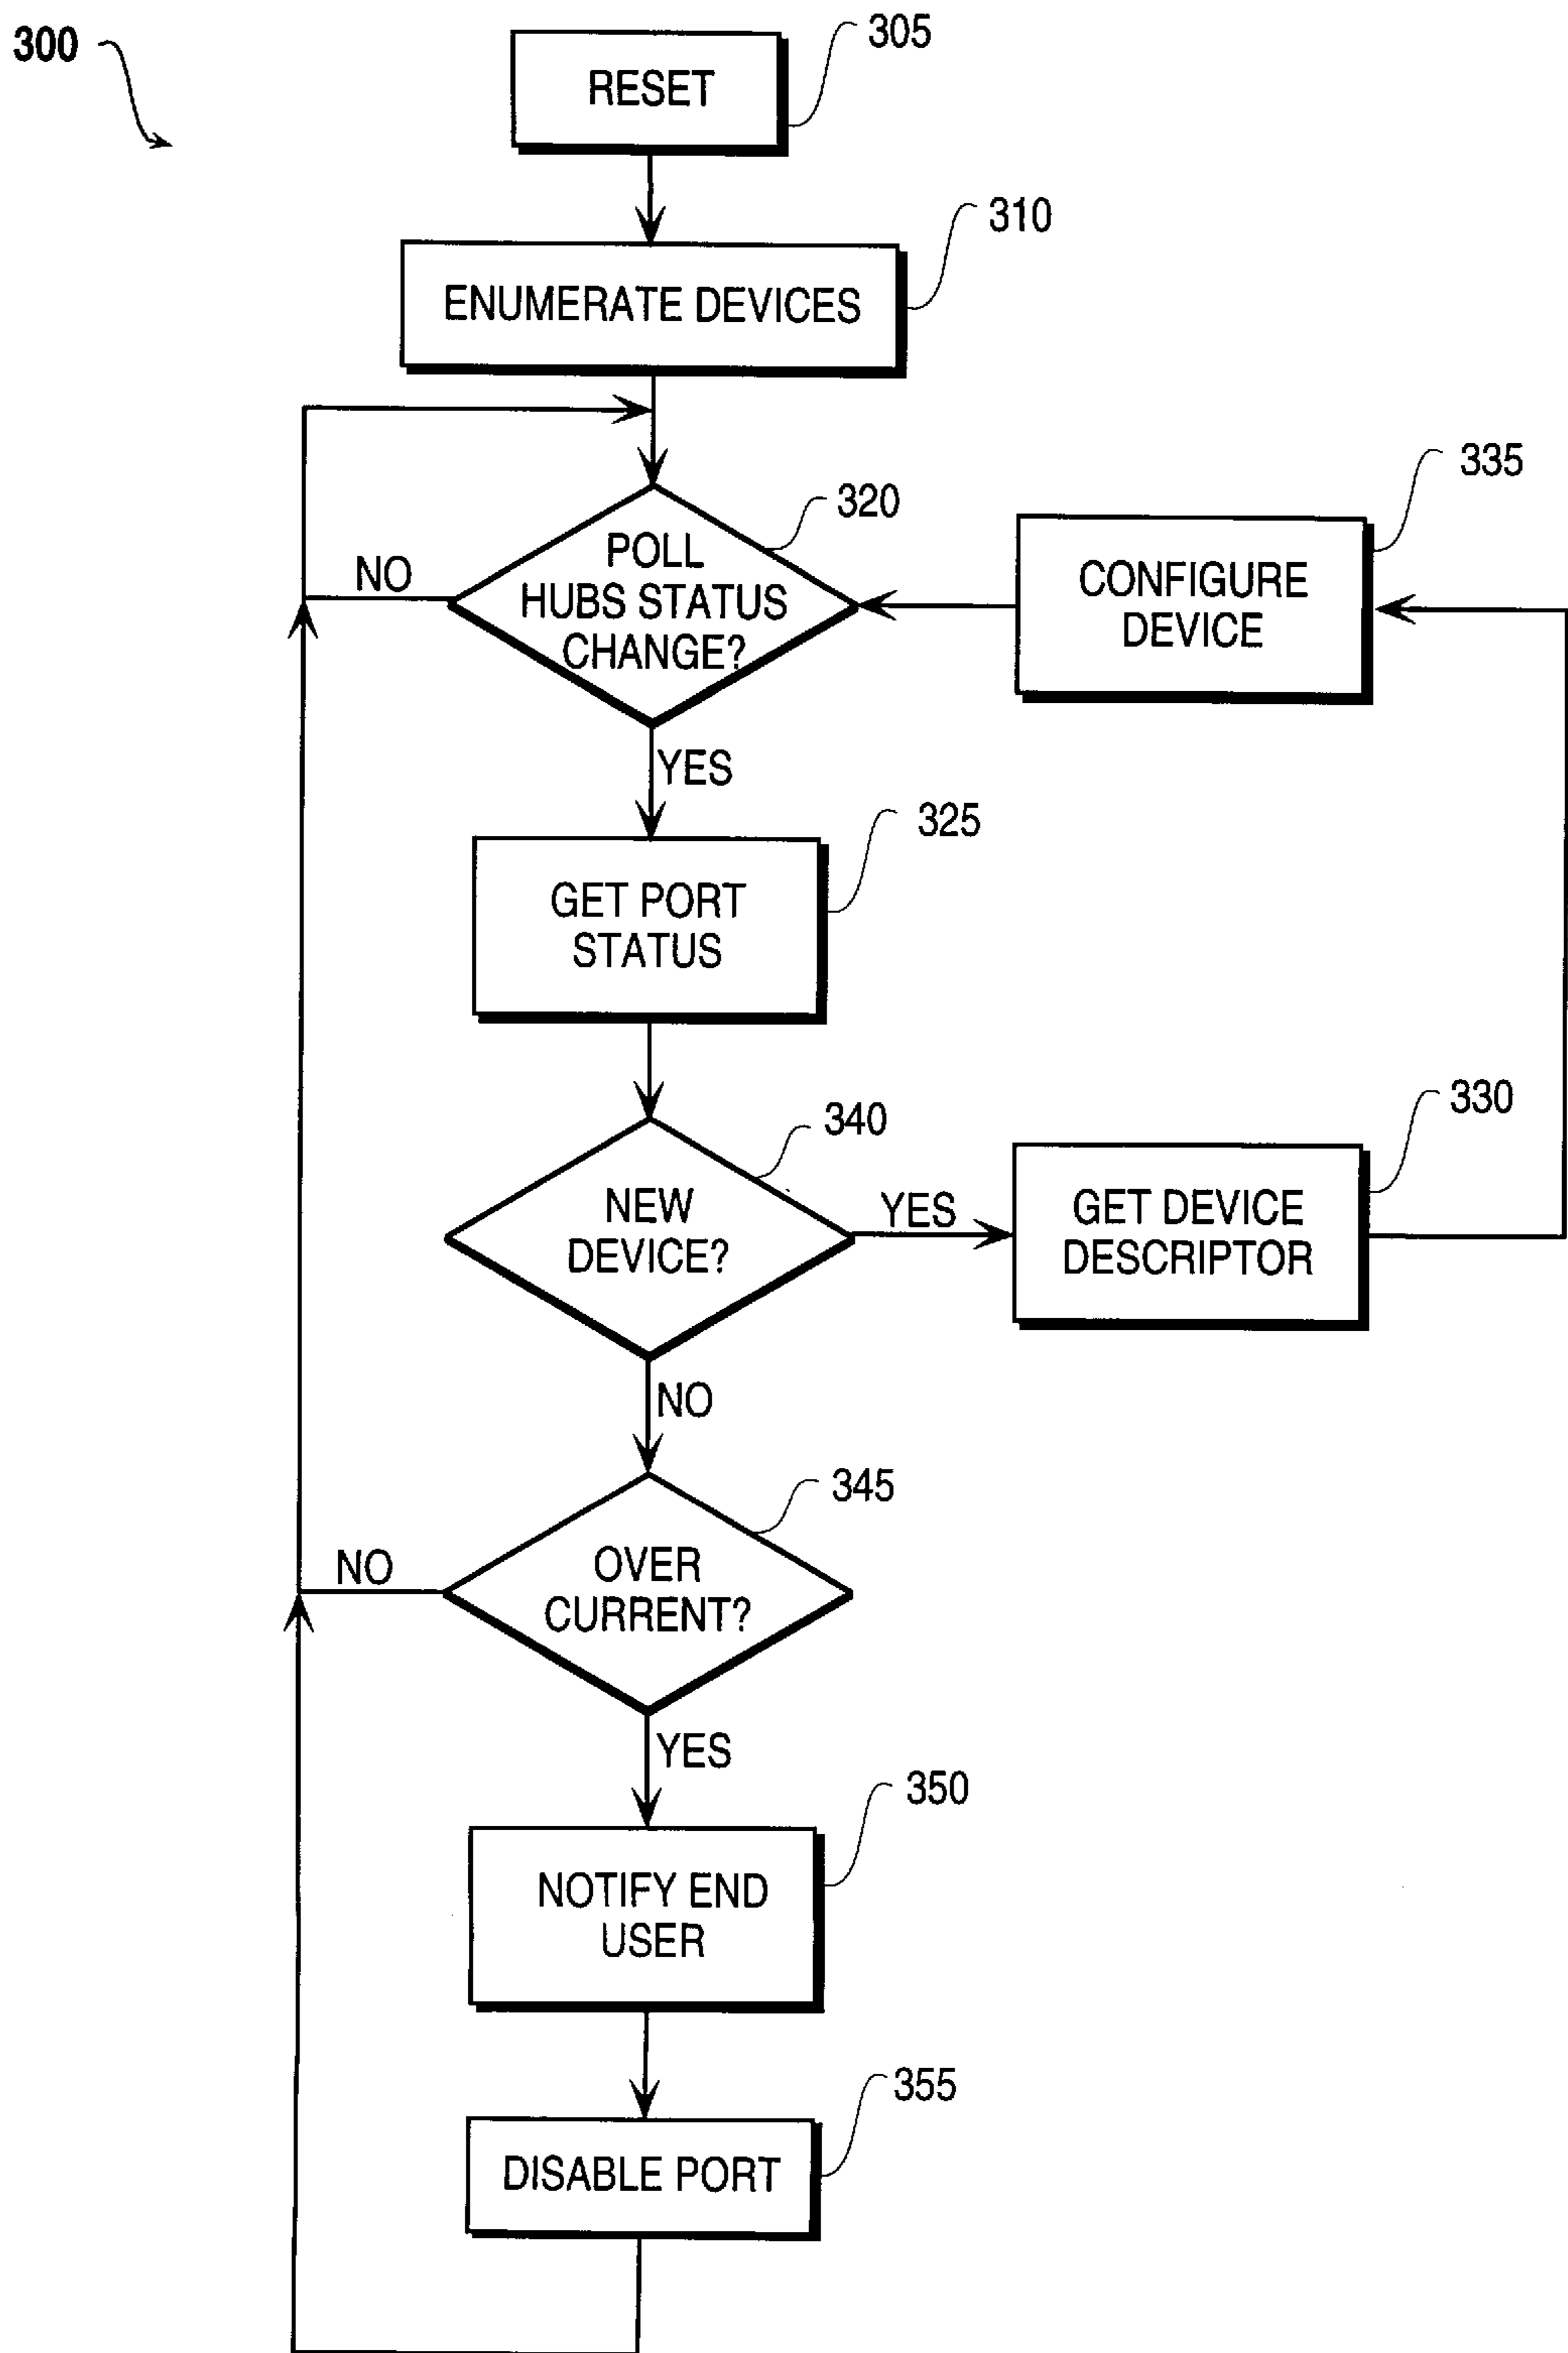 300
305
RESET
310
ENUMERATE DEVICES
320
POLL
HUBS STATUS
CHANGE?
NO
335
CONFIGURE
DEVICE
YES
325
GET PORT
STATUS
340
NEW
DEVICE?
YES
330
GET DEVICE
DESCRIPTOR
NO
345
OVER
CURRENT?
NO
YES
350
NOTIFY END
USER
355
DISABLE PORT